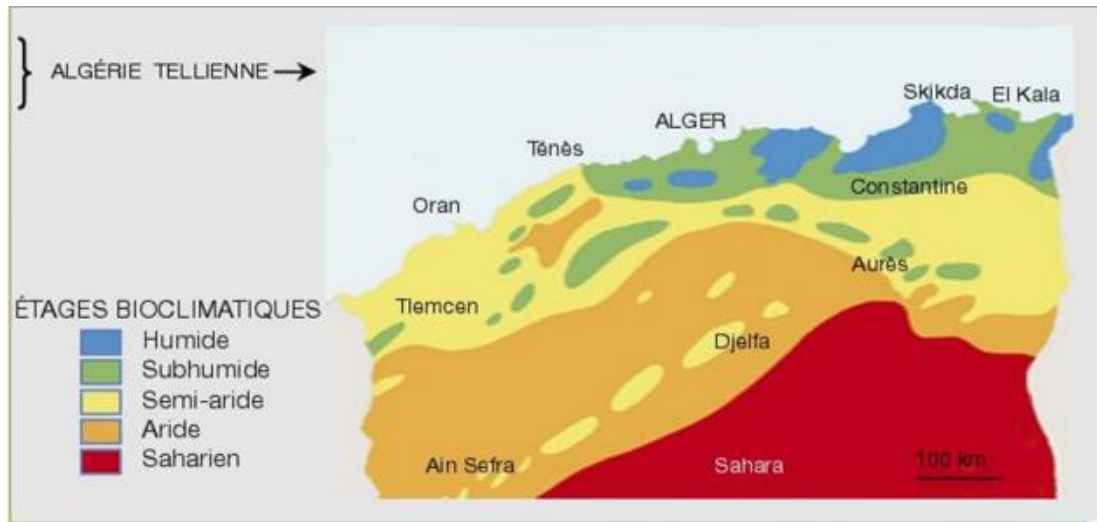 ALGÉRIE TELLIENNE
Skikda
El Kala
ALGER
Ténès
Constantine
Oran
Aurès
Tlemcen
ÉTAGES BIOCLIMATIQUES
Humide
Djelfa
Subhumide
Semi-aride
Aride
Saharien
Ain Sefra
Sahara
100 km